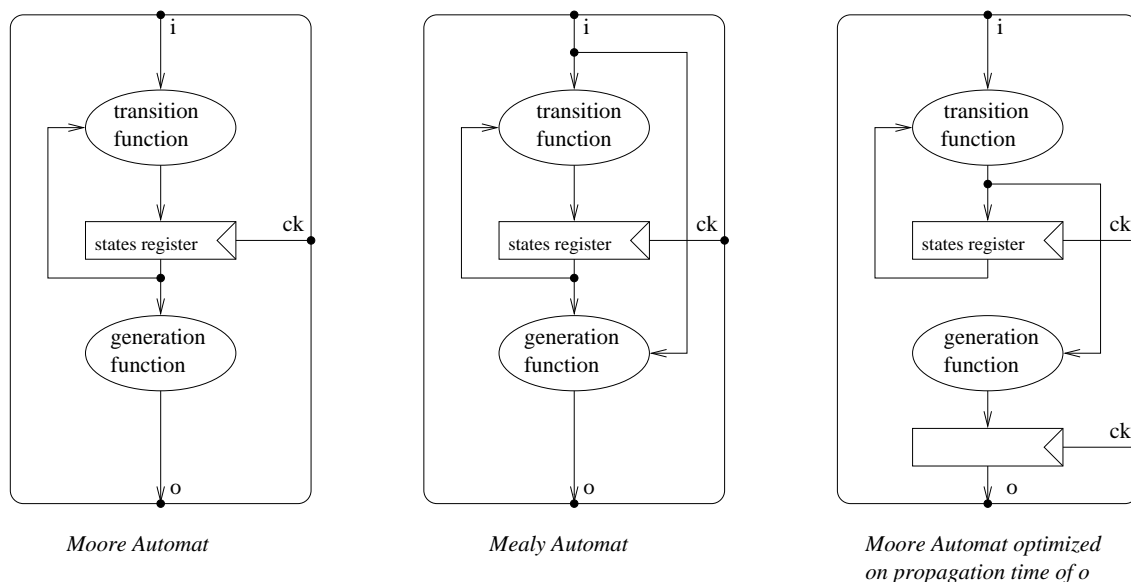 i
transition
function
ck
states register
generation
function
o
Moore Automat
i
transition
function
ck
states register
generation
function
o
Mealy Automat
i
transition
function
ck
states register
generation
function
ck
o
Moore Automat optimized
on propagation time of o